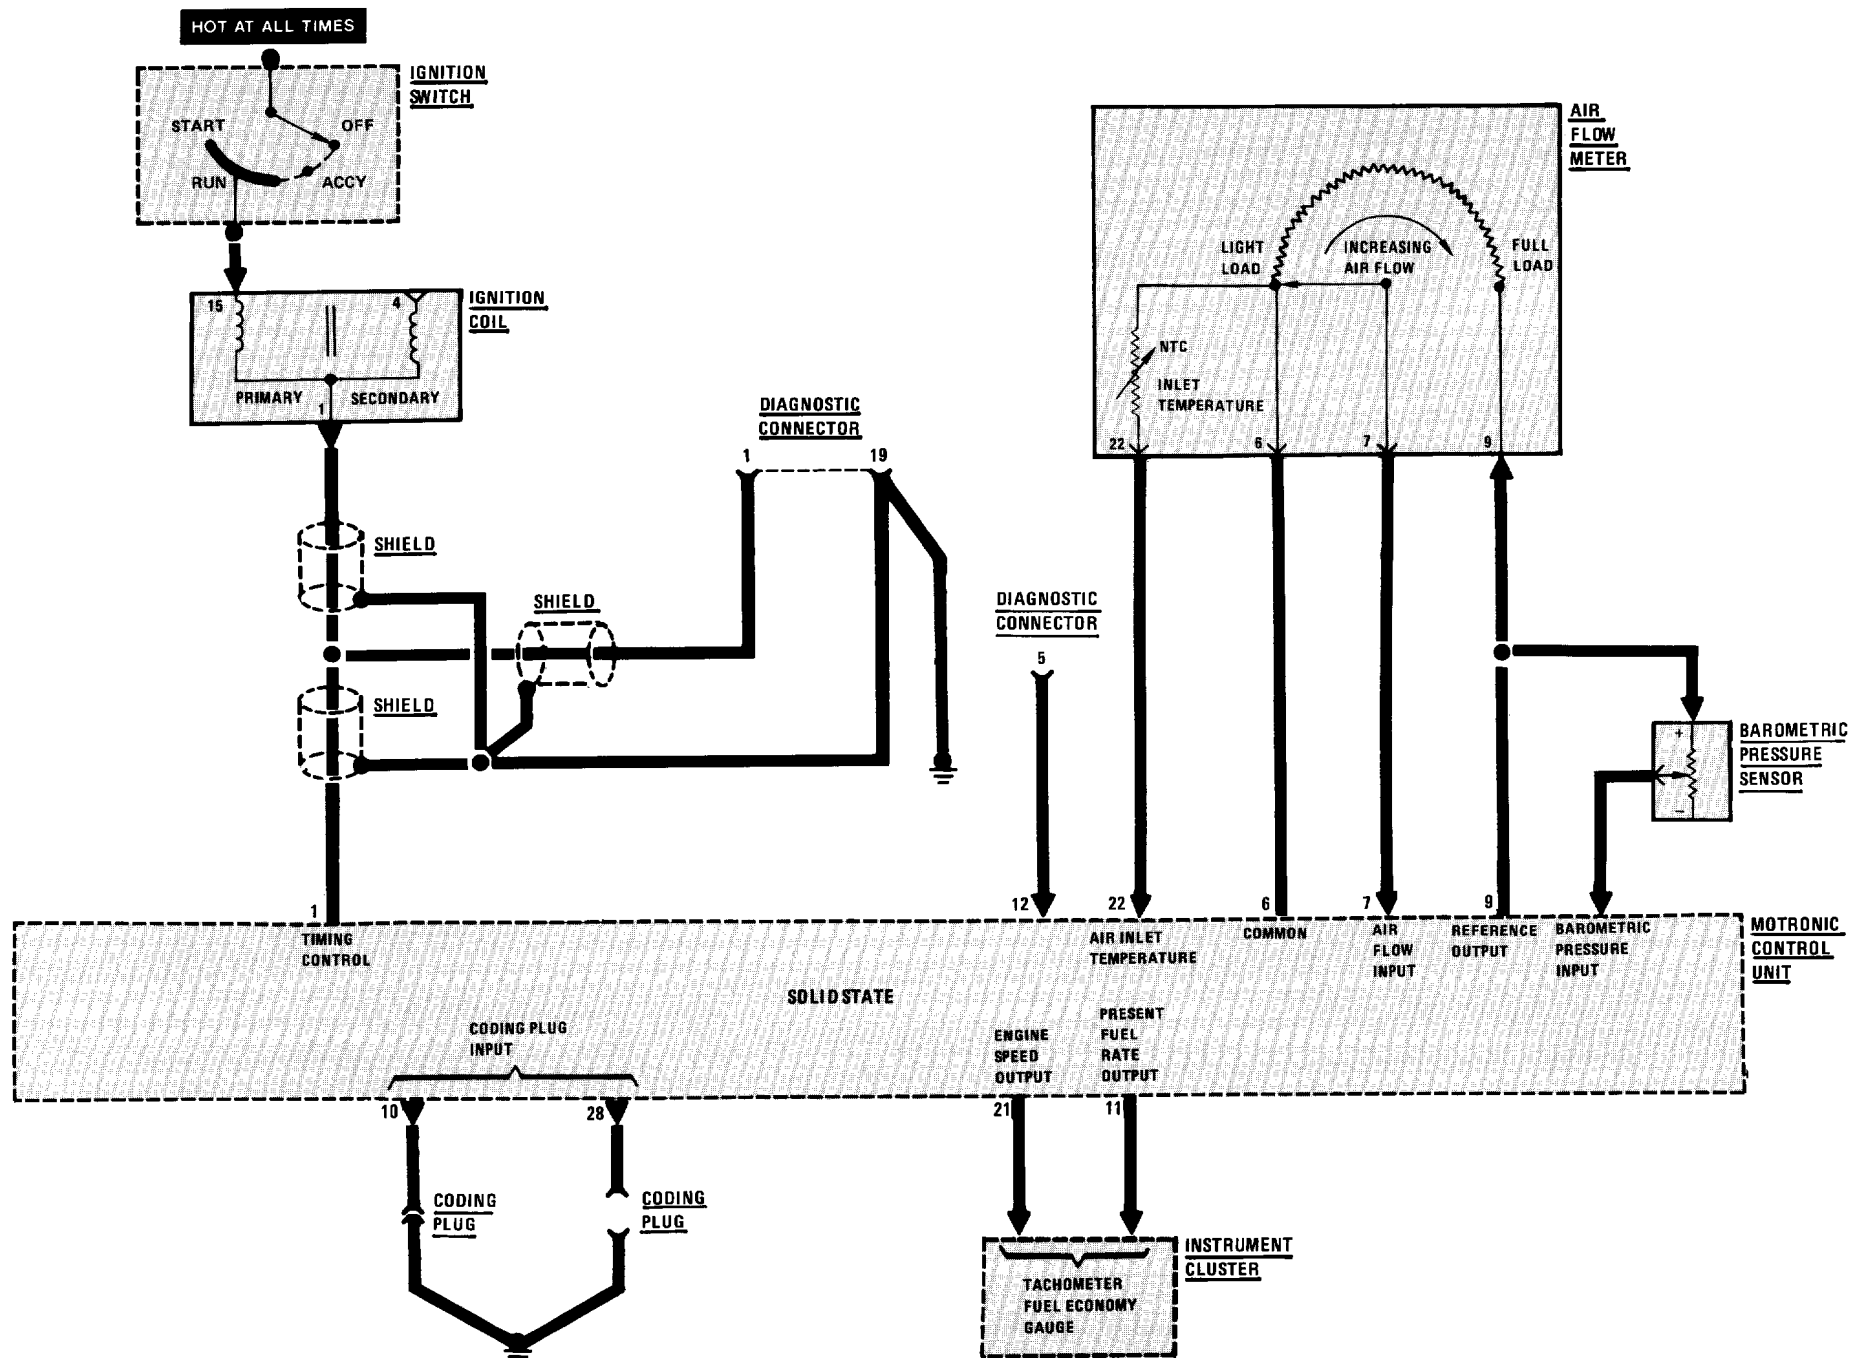 HOT AT ALL TIMES
IGNITION
SWITCH
START
OFF
RUN
ACCY
AIR
FLOW
METER
LIGHT
LOAD
INCREASING
AIR FLOW
FULL
LOAD
NTC
INLET
TEMPERATURE
22
6
7
9
15
4
IGNITION
COIL
PRIMARY
1
SECONDARY
DIAGNOSTIC
CONNECTOR
1
19
SHIELD
SHIELD
SHIELD
DIAGNOSTIC
CONNECTOR
5
+
−
BAROMETRIC
PRESSURE
SENSOR
1
12
22
6
7
9
TIMING
CONTROL
AIR INLET
TEMPERATURE
COMMON
AIR
FLOW
INPUT
REFERENCE
OUTPUT
BAROMETRIC
PRESSURE
INPUT
MOTRONIC
CONTROL
UNIT
SOLID STATE
CODING PLUG
INPUT
ENGINE
SPEED
OUTPUT
PRESENT
FUEL
RATE
OUTPUT
10
28
21
11
CODING
PLUG
CODING
PLUG
INSTRUMENT
CLUSTER
TACHOMETER
FUEL ECONOMY
GAUGE